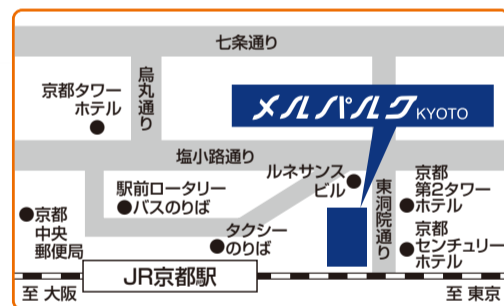 七条通り
烏丸通り
京都タワー
ホテル
メルパルクKYOTO
塩小路通り
ルネサンス
ビル
東洞院通り
京都
第2タワー
ホテル
駅前ロータリー
バスのりば
京都
中央
郵便局
タクシー
のりば
京都
センチュリー
ホテル
JR京都駅
至 大阪
至 東京